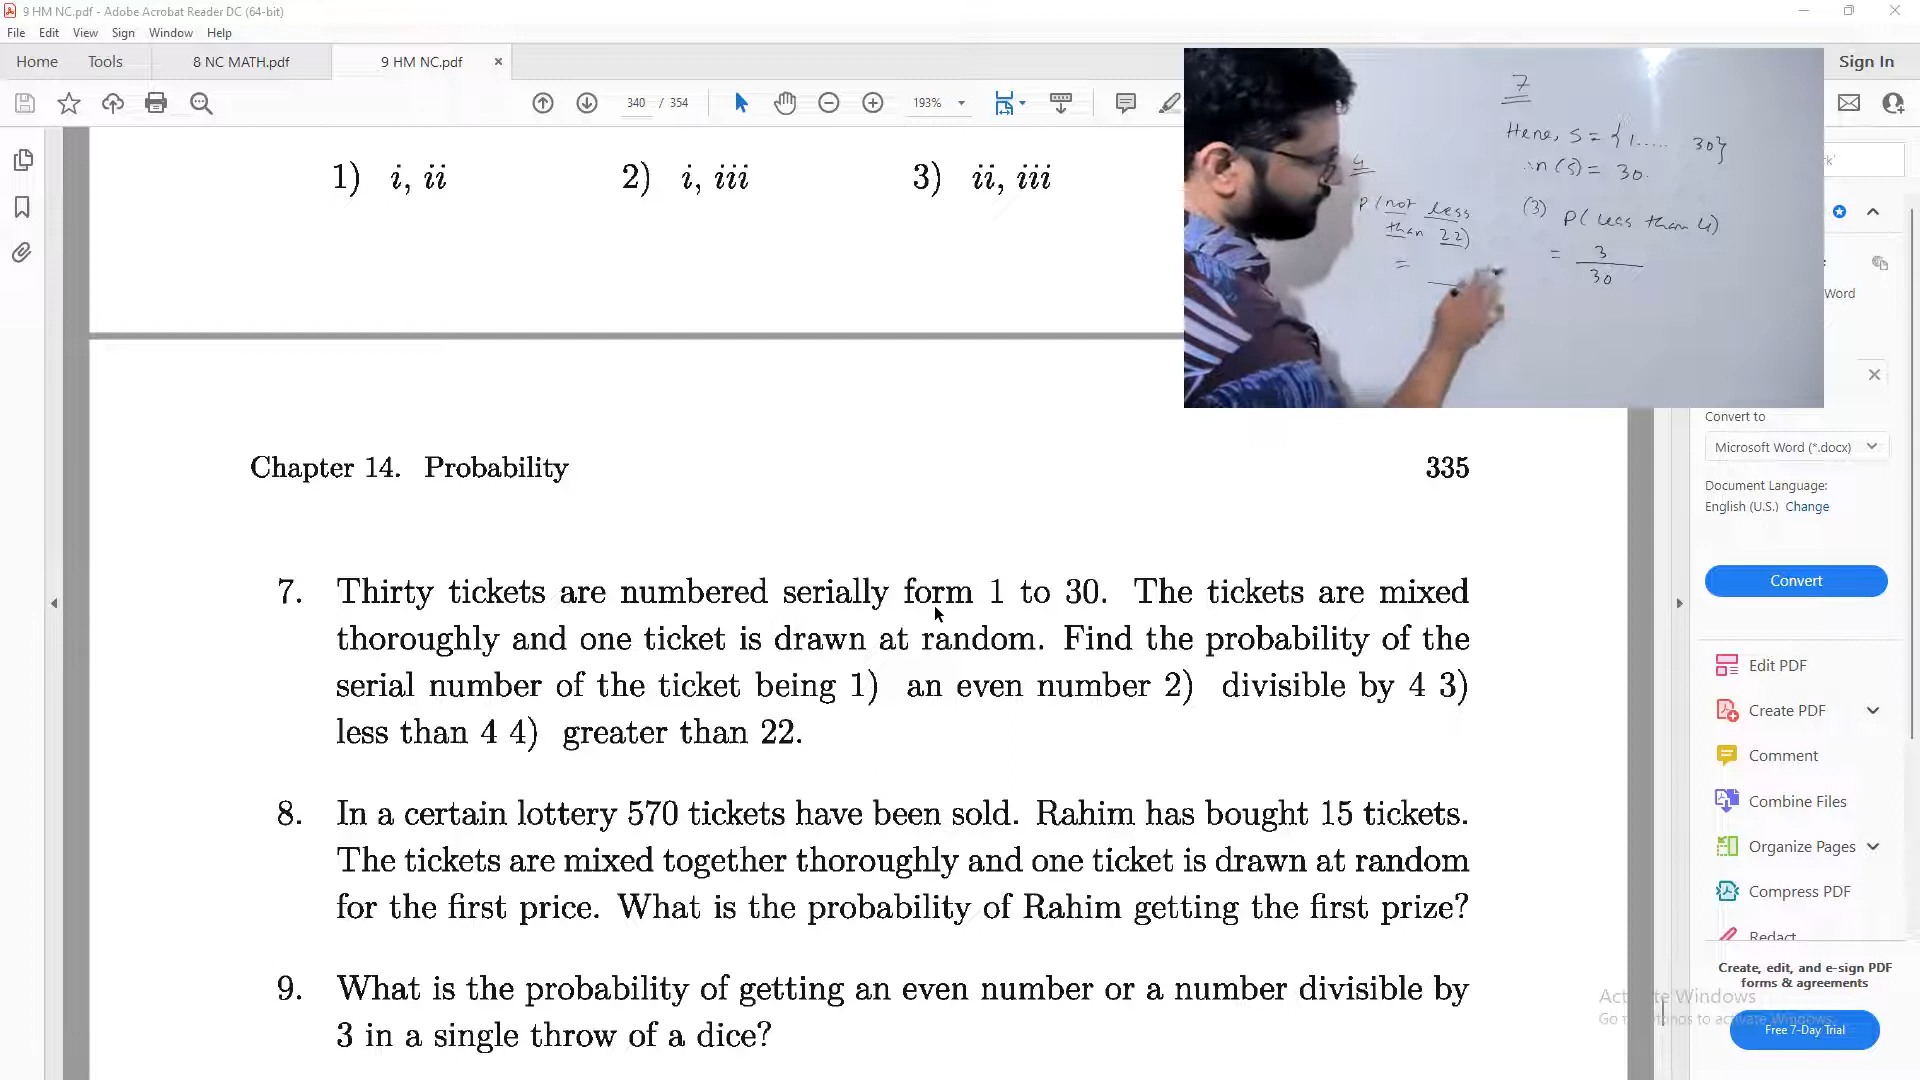 9 HM NC.pdf - Adobe Acrobat Reader DC (64-bit)
File Edit View Sign Window Help
Home Tools 8 NC MATH.pdf 9 HM NC.pdf × Sign In
340 / 354 193%
7
Here, S = {1..... 30}
∴n(S) = 30.
4
P(not less
than 22)
=
(3) P(less than 4)
= 3
30
1) i, ii 2) i, iii 3) ii, iii
Chapter 14. Probability 335
7. Thirty tickets are numbered serially form 1 to 30. The tickets are mixed
thoroughly and one ticket is drawn at random. Find the probability of the
serial number of the ticket being 1) an even number 2) divisible by 4 3)
less than 4 4) greater than 22.
8. In a certain lottery 570 tickets have been sold. Rahim has bought 15 tickets.
The tickets are mixed together thoroughly and one ticket is drawn at random
for the first price. What is the probability of Rahim getting the first prize?
9. What is the probability of getting an even number or a number divisible by
3 in a single throw of a dice?
Word
Convert to
Microsoft Word (*.docx)
Document Language:
English (U.S.) Change
Convert
Edit PDF
Create PDF
Comment
Combine Files
Organize Pages
Compress PDF
Redact
Create, edit, and e-sign PDF
forms & agreements
Free 7-Day Trial